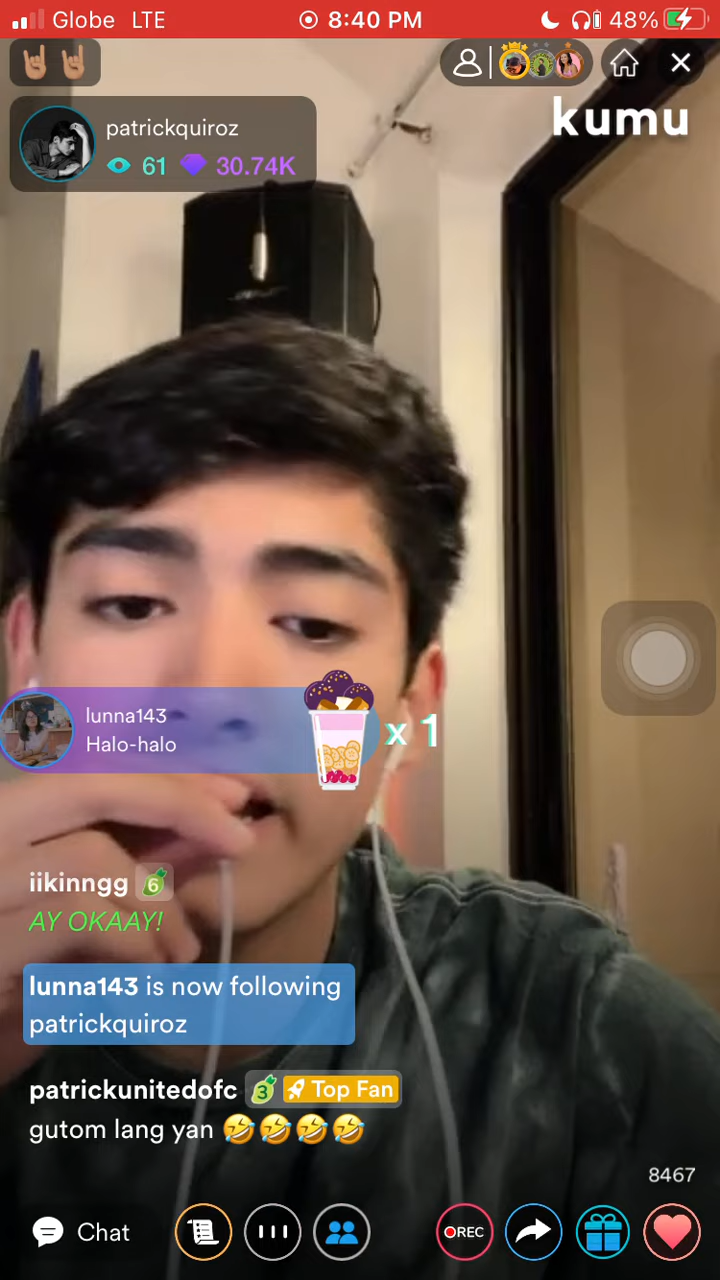 Globe LTE 8:40 PM 48%
kumu
patrickquiroz
61 30.74K
lunna143
Halo-halo
x 1
iikinngg 6
AY OKAAY!
lunna143 is now following
patrickquiroz
patrickunitedofc 3 Top Fan
gutom lang yan 🤣🤣🤣🤣
8467
Chat REC